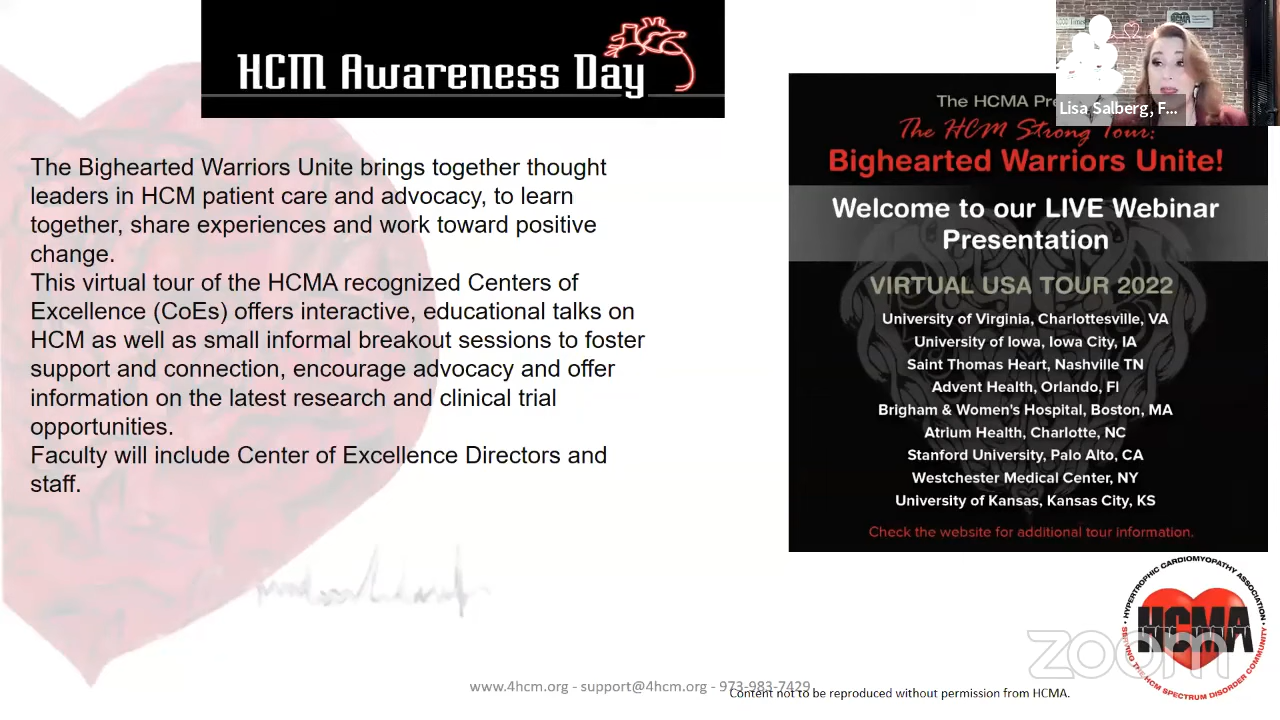 HCM Awareness Day
The Bighearted Warriors Unite brings together thought
leaders in HCM patient care and advocacy, to learn
together, share experiences and work toward positive
change.
This virtual tour of the HCMA recognized Centers of
Excellence (CoEs) offers interactive, educational talks on
HCM as well as small informal breakout sessions to foster
support and connection, encourage advocacy and offer
information on the latest research and clinical trial
opportunities.
Faculty will include Center of Excellence Directors and
staff.
Lisa Salberg, F...
The HCMA Pre
The HCM Strong Tour:
Bighearted Warriors Unite!
Welcome to our LIVE Webinar
Presentation
VIRTUAL USA TOUR 2022
University of Virginia, Charlottesville, VA
University of Iowa, Iowa City, IA
Saint Thomas Heart, Nashville TN
Advent Health, Orlando, Fl
Brigham & Women's Hospital, Boston, MA
Atrium Health, Charlotte, NC
Stanford University, Palo Alto, CA
Westchester Medical Center, NY
University of Kansas, Kansas City, KS
Check the website for additional tour information.
HYPERTROPHIC CARDIOMYOPATHY ASSOCIATION
HCMA
SERVING THE HCM SPECTRUM DISORDER COMMUNITY
zoom
www.4hcm.org - support@4hcm.org - 973-983-7429
Content not to be reproduced without permission from HCMA.